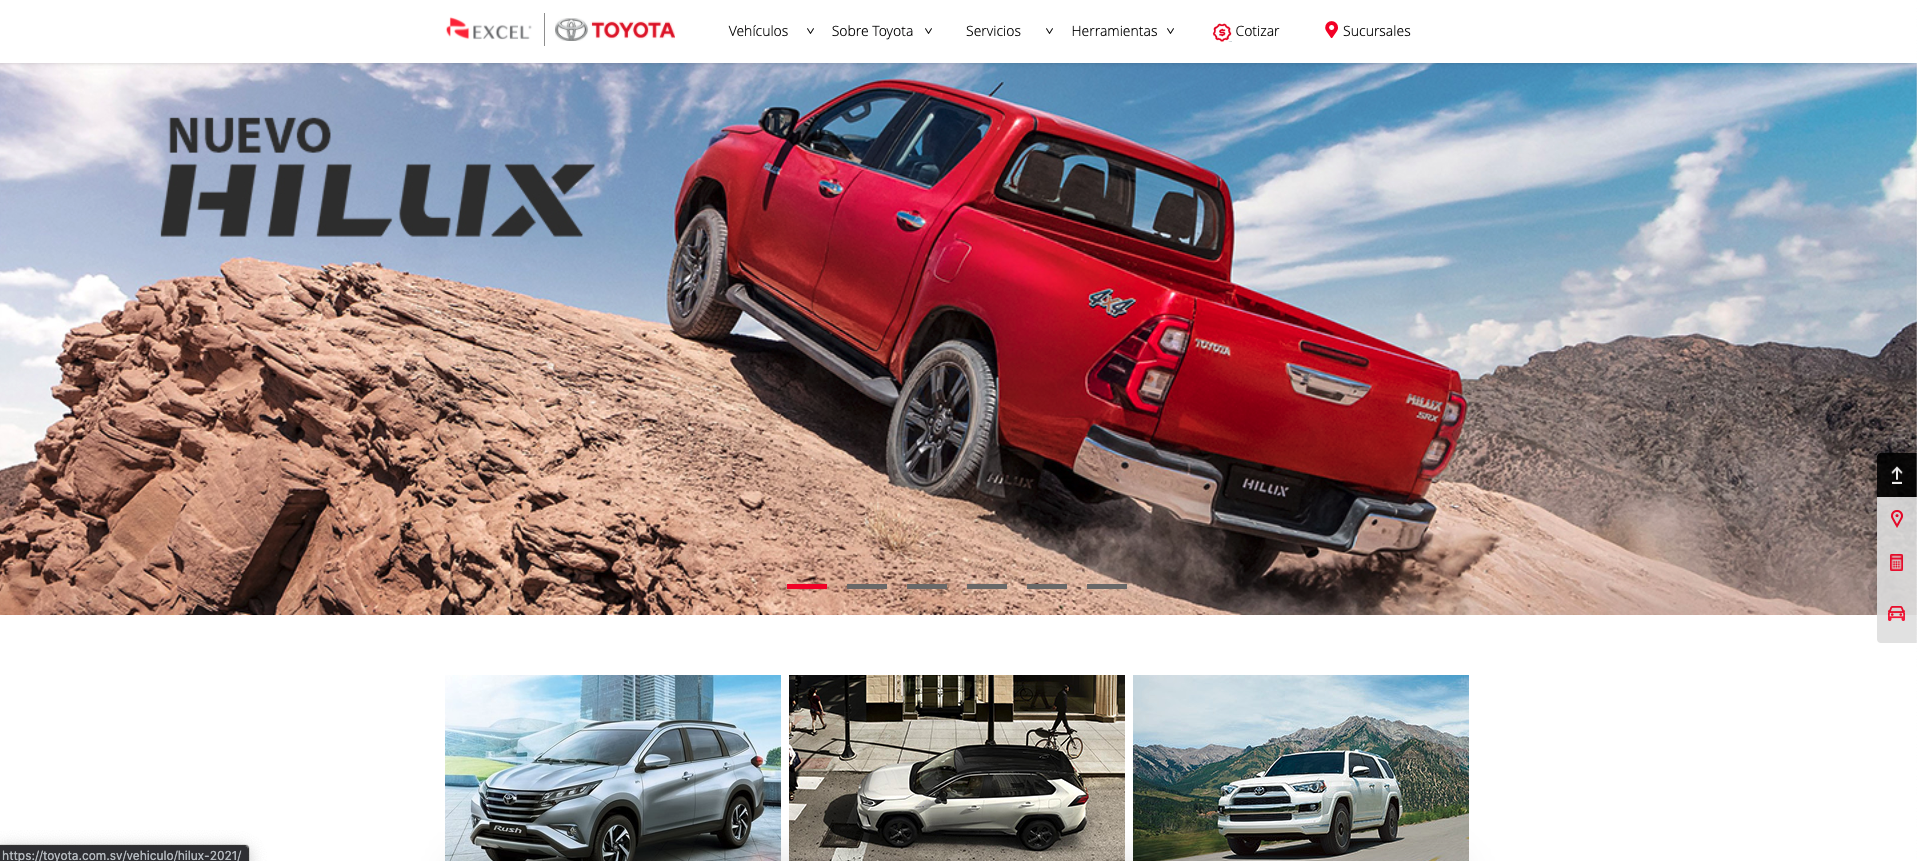 EXCEL
TOYOTA
Vehículos
Sobre Toyota
Servicios
Herramientas
Cotizar
Sucursales
NUEVO
HILUX
4x4
TOYOTA
HILUX
SRX
HILUX
HILUX
Rush
https://toyota.com.sv/vehiculo/hilux-2021/